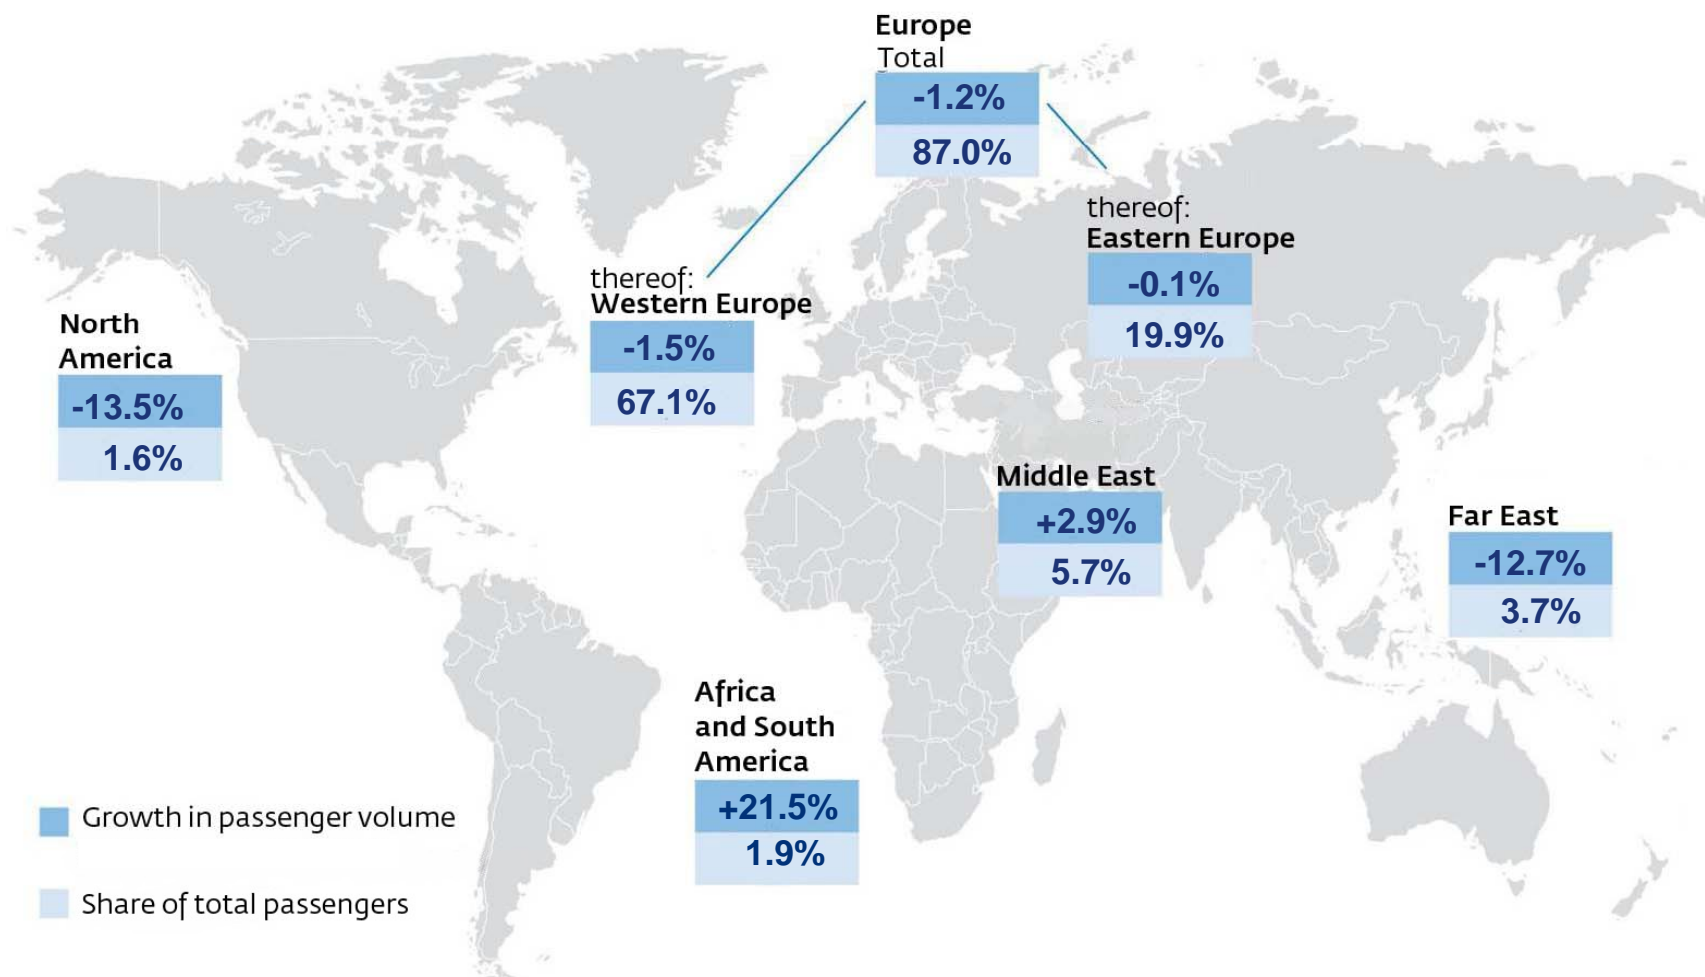 Europe
Total
-1.2%
87.0%
thereof:
Eastern Europe
-0.1%
19.9%
thereof:
Western Europe
-1.5%
67.1%
North
America
-13.5%
1.6%
Middle East
+2.9%
5.7%
Far East
-12.7%
3.7%
Africa
and South
America
+21.5%
1.9%
Growth in passenger volume
Share of total passengers